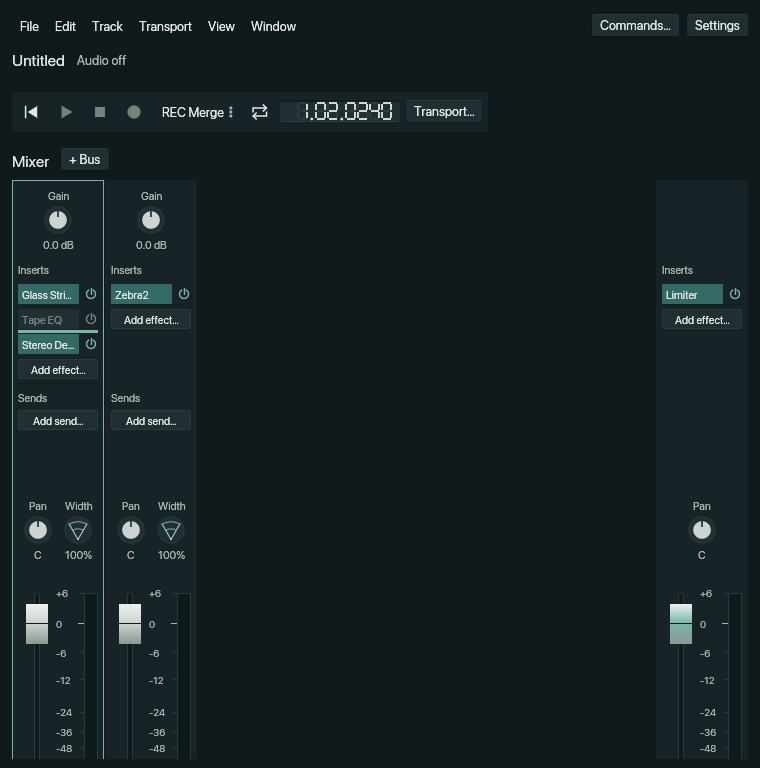 File Edit Track Transport View Window Commands... Settings
Untitled Audio off
REC Merge 1.02.0240 Transport...
Mixer + Bus
Gain Gain
0.0 dB 0.0 dB
Inserts Inserts Inserts
Glass Stri... Zebra2 Limiter
Tape EQ Add effect... Add effect...
Stereo De...
Add effect...
Sends Sends
Add send... Add send...
Pan Width Pan Width Pan
C 100% C 100% C
+6 +6 +6
0 0 0
-6 -6 -6
-12 -12 -12
-24 -24 -24
-36 -36 -36
-48 -48 -48